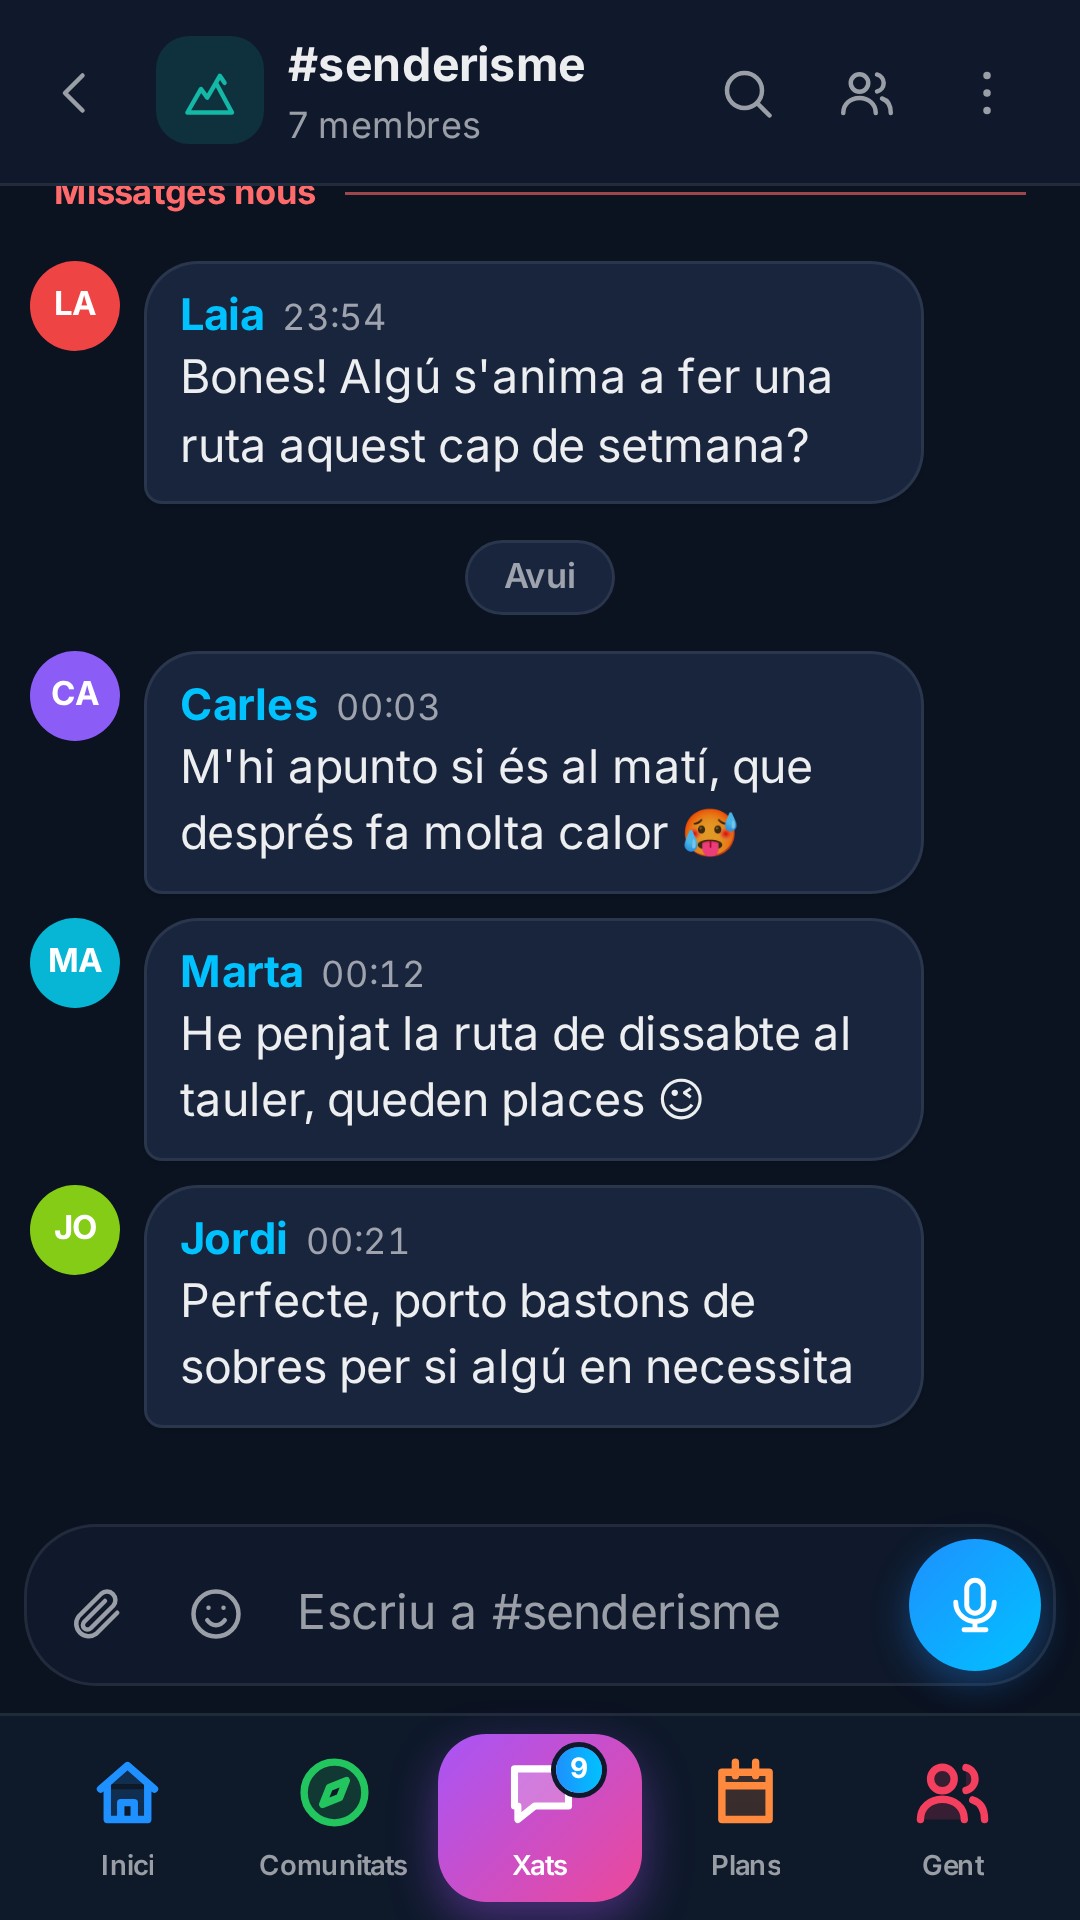 #senderisme
7 membres
Missatges nous
LA
Laia 23:54
Bones! Algú s'anima a fer una
ruta aquest cap de setmana?
Avui
CA
Carles 00:03
M'hi apunto si és al matí, que
després fa molta calor 🥵
MA
Marta 00:12
He penjat la ruta de dissabte al
tauler, queden places 😉
JO
Jordi 00:21
Perfecte, porto bastons de
sobres per si algú en necessita
Escriu a #senderisme
9
Inici
Comunitats
Xats
Plans
Gent